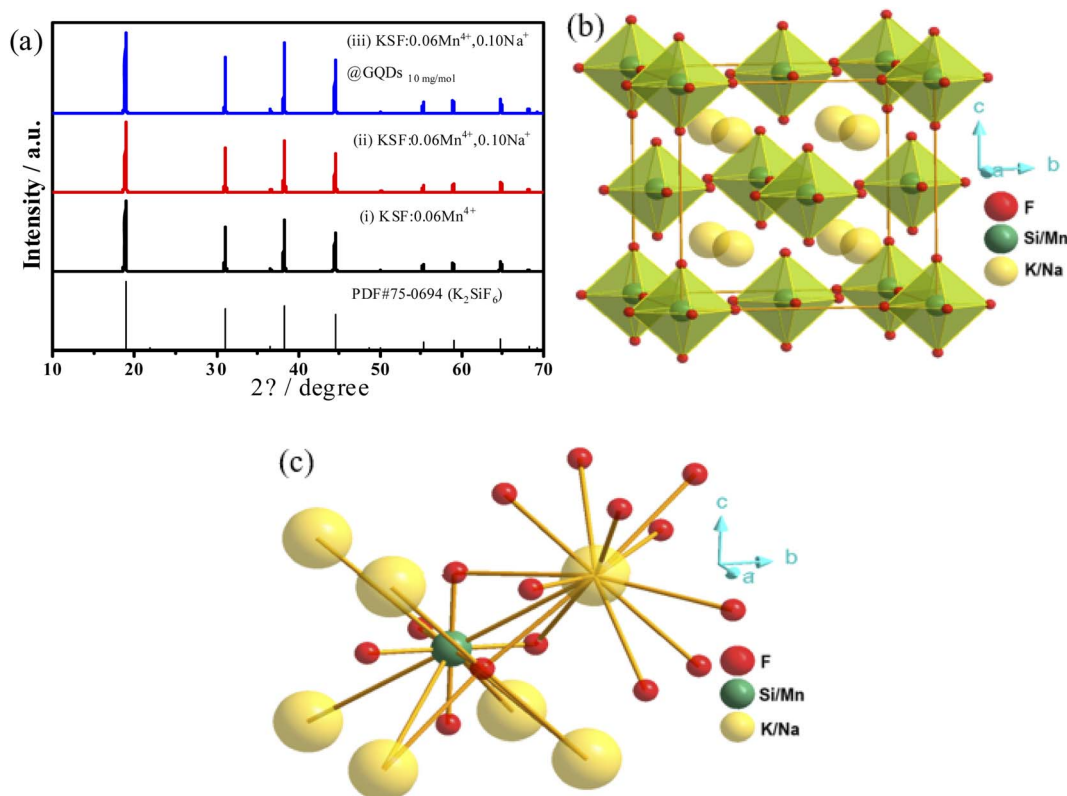 (a)
(iii) KSF:0.06Mn⁴⁺,0.10Na⁺
@GQDs 10 mg/mol
(ii) KSF:0.06Mn⁴⁺,0.10Na⁺
(i) KSF:0.06Mn⁴⁺
PDF#75-0694 (K₂SiF₆)
Intensity / a.u.
10 20 30 40 50 60 70
2? / degree
(b)
c
a
b
F
Si/Mn
K/Na
(c)
c
b
a
F
Si/Mn
K/Na